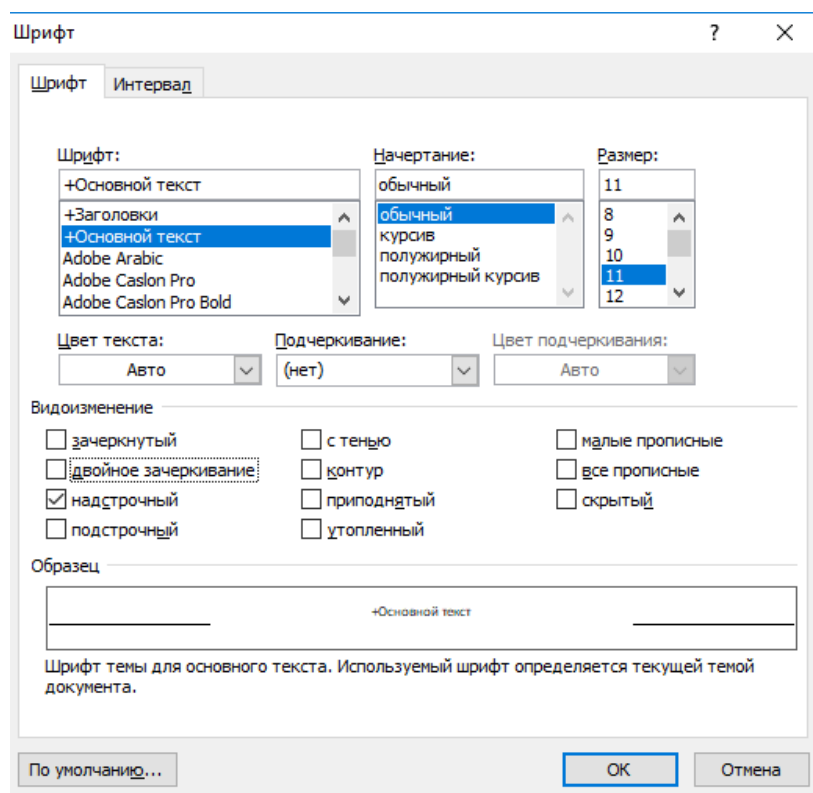 Шрифт ?
Шрифт Интервал
Шрифт: Начертание: Размер:
+Основной текст обычный 11
+Заголовки обычный 8
+Основной текст курсив 9
Adobe Arabic полужирный 10
Adobe Caslon Pro полужирный курсив 11
Adobe Caslon Pro Bold 12
Цвет текста: Подчеркивание: Цвет подчеркивания:
Авто (нет) Авто
Видоизменение
зачеркнутый с тенью малые прописные
двойное зачеркивание контур все прописные
надстрочный приподнятый скрытый
подстрочный утопленный
Образец
+Основной текст
Шрифт темы для основного текста. Используемый шрифт определяется текущей темой
документа.
По умолчанию... ОК Отмена